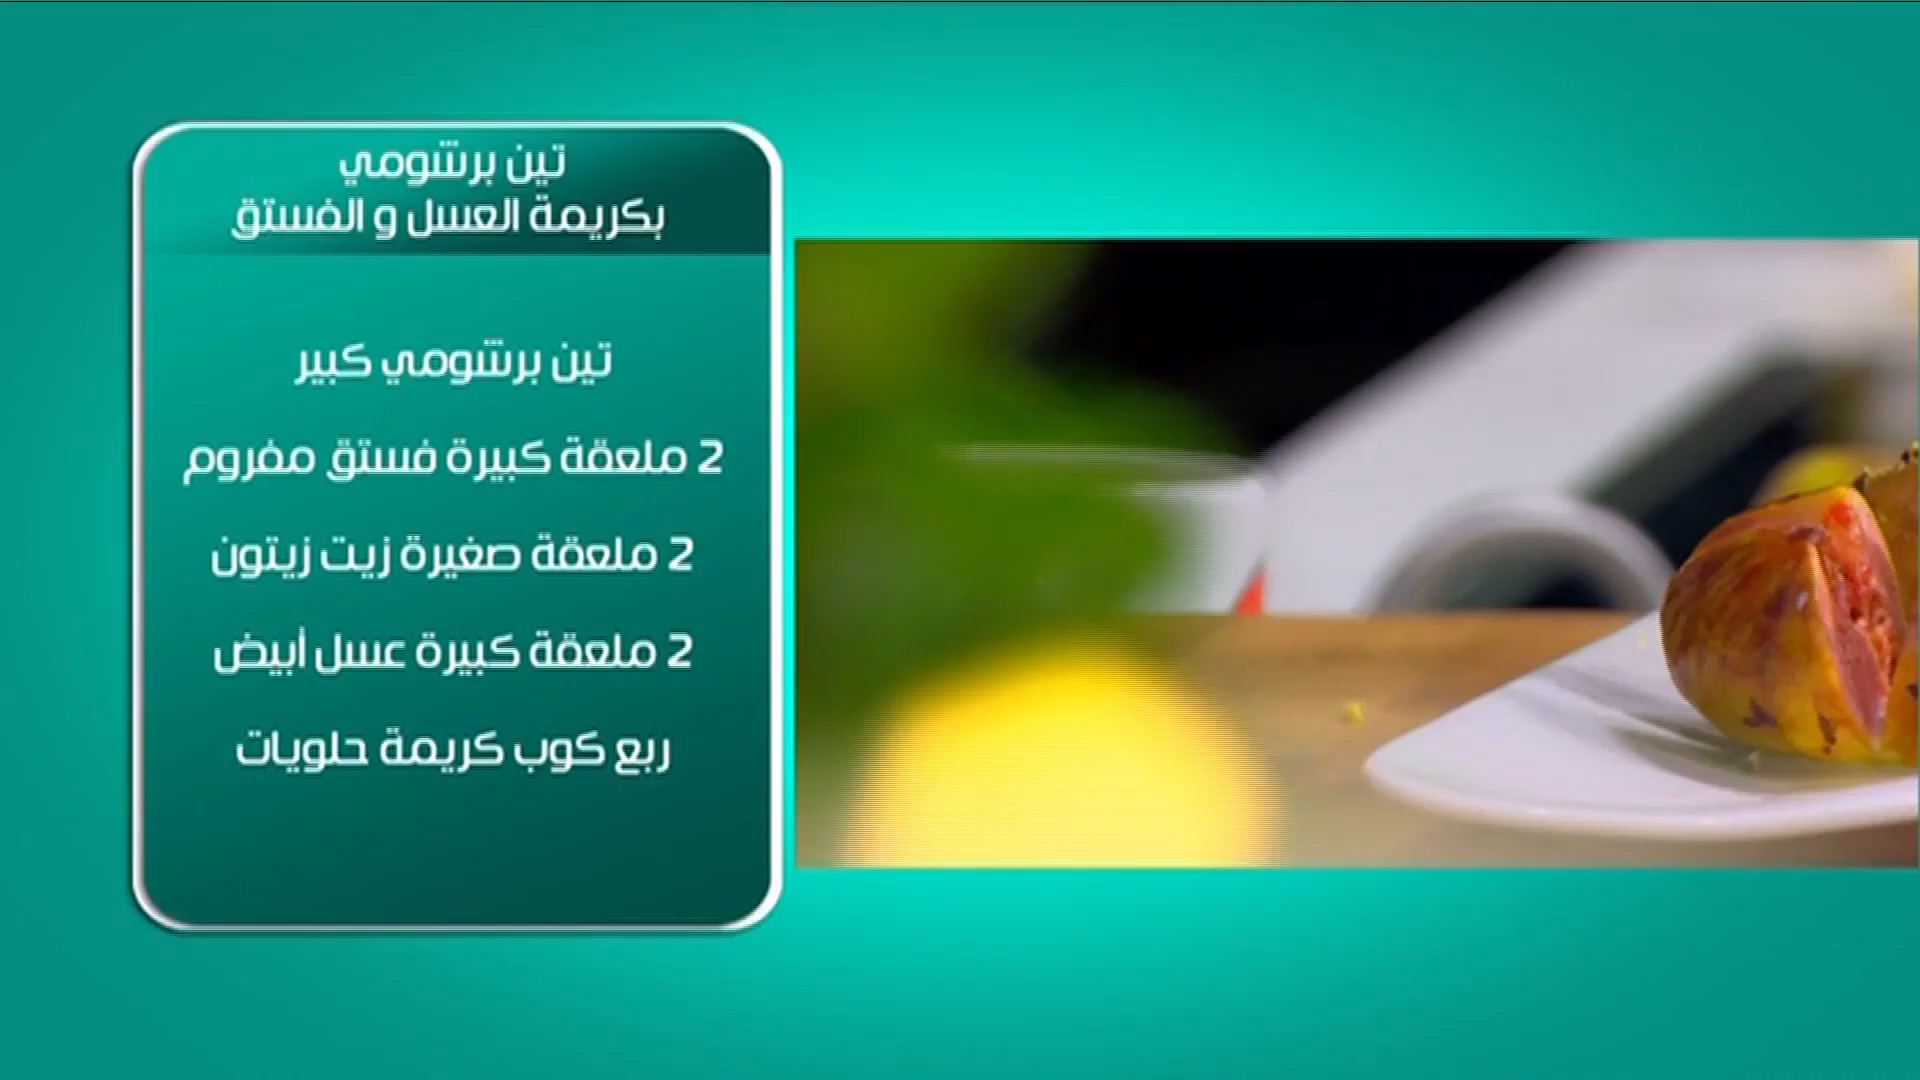 تين برشومي
بكريمة العسل و الفستق
تين برشومي كبير
2 ملعقة كبيرة فستق مفروم
2 ملعقة صغيرة زيت زيتون
2 ملعقة كبيرة عسل أبيض
ربع كوب كريمة حلويات